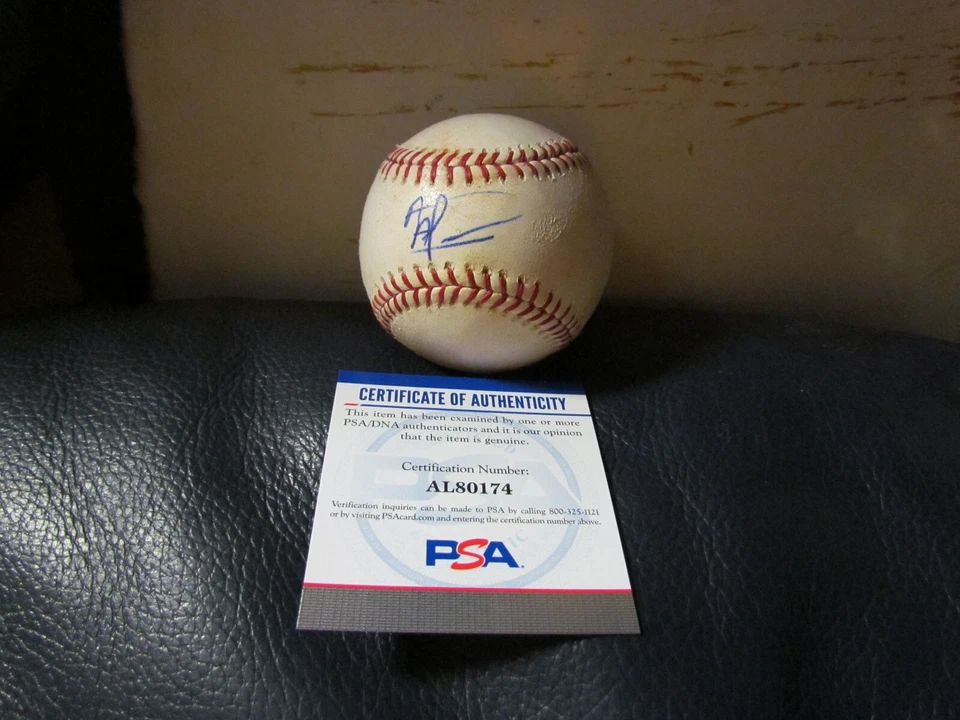 CERTIFICATE OF AUTHENTICITY
This item has been examined by one or more
PSA/DNA authenticators and it is our opinion
that the item is genuine.
Certification Number:
AL80174
Verification inquiries can be made to PSA by calling 800-325-1121
or by visiting PSAcard.com and entering the certification number above.
PSA